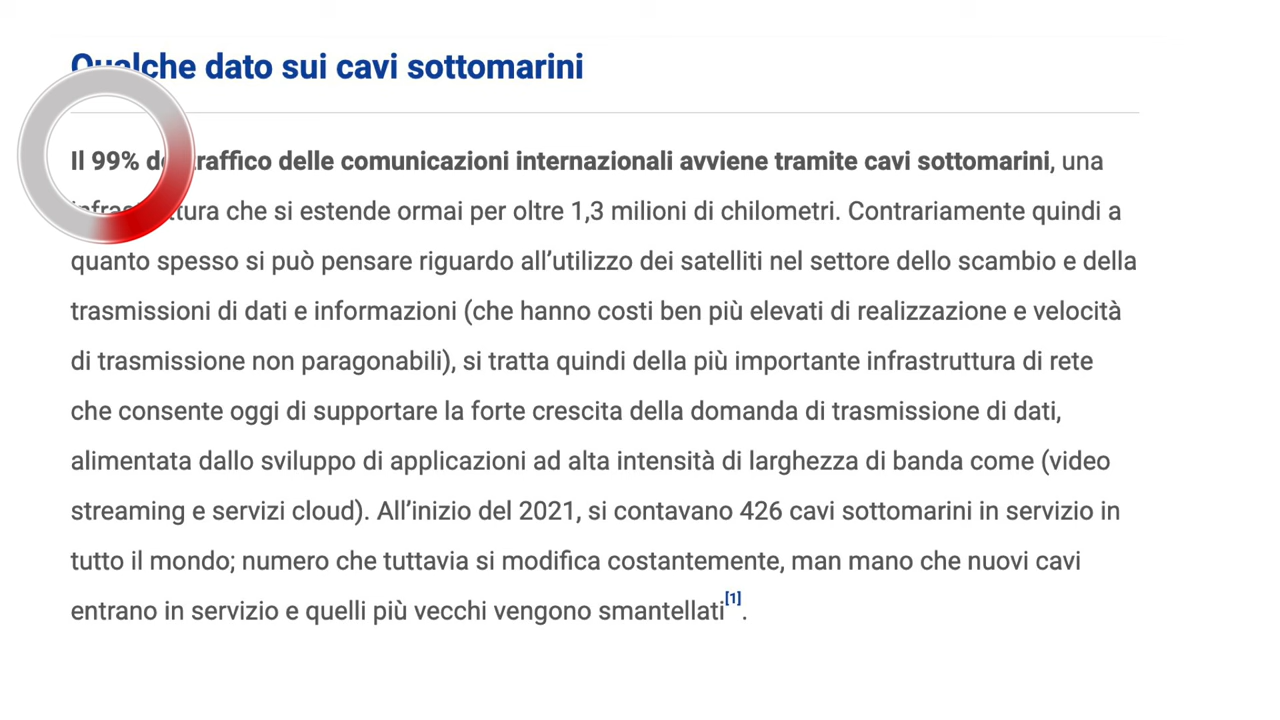 Qualche dato sui cavi sottomarini
Il 99% del traffico delle comunicazioni internazionali avviene tramite cavi sottomarini, una
infrastruttura che si estende ormai per oltre 1,3 milioni di chilometri. Contrariamente quindi a
quanto spesso si può pensare riguardo all’utilizzo dei satelliti nel settore dello scambio e della
trasmissioni di dati e informazioni (che hanno costi ben più elevati di realizzazione e velocità
di trasmissione non paragonabili), si tratta quindi della più importante infrastruttura di rete
che consente oggi di supportare la forte crescita della domanda di trasmissione di dati,
alimentata dallo sviluppo di applicazioni ad alta intensità di larghezza di banda come (video
streaming e servizi cloud). All’inizio del 2021, si contavano 426 cavi sottomarini in servizio in
tutto il mondo; numero che tuttavia si modifica costantemente, man mano che nuovi cavi
entrano in servizio e quelli più vecchi vengono smantellati[1].